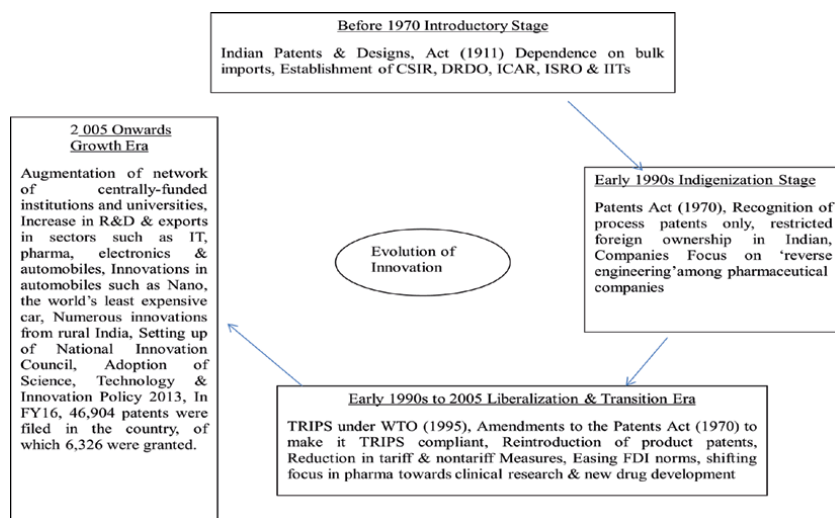 Before 1970 Introductory Stage
Indian Patents & Designs, Act (1911) Dependence on bulk
imports, Establishment of CSIR, DRDO, ICAR, ISRO & IITs
Early 1990s Indigenization Stage
Patents Act (1970), Recognition of
process patents only, restricted
foreign ownership in Indian,
Companies Focus on ‘reverse
engineering’among pharmaceutical
companies
Early 1990s to 2005 Liberalization & Transition Era
TRIPS under WTO (1995), Amendments to the Patents Act (1970) to
make it TRIPS compliant, Reintroduction of product patents,
Reduction in tariff & nontariff Measures, Easing FDI norms, shifting
focus in pharma towards clinical research & new drug development
2 005 Onwards
Growth Era
Augmentation of network
of centrally-funded
institutions and universities,
Increase in R&D & exports
in sectors such as IT,
pharma, electronics &
automobiles, Innovations in
automobiles such as Nano,
the world’s least expensive
car, Numerous innovations
from rural India, Setting up
of National Innovation
Council, Adoption of
Science, Technology &
Innovation Policy 2013, In
FY16, 46,904 patents were
filed in the country, of
which 6,326 were granted.
Evolution of
Innovation